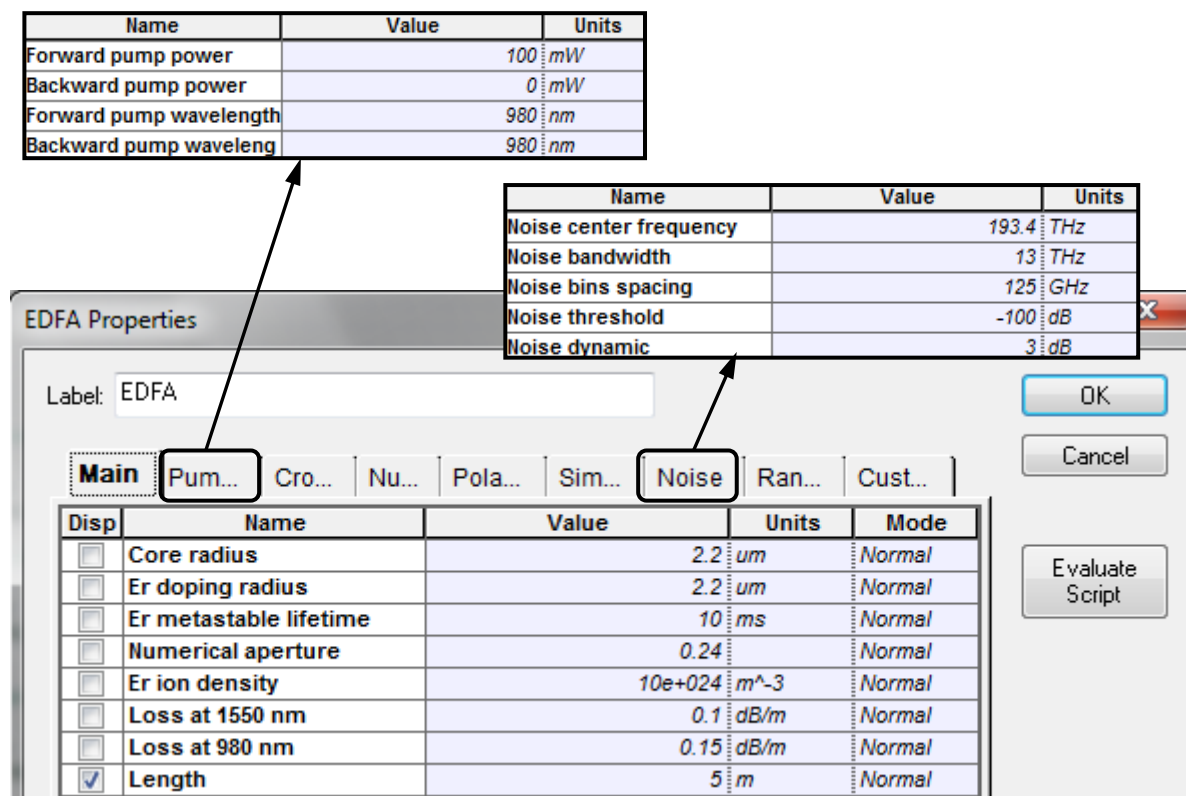 Name Value Units
Forward pump power 100 mW
Backward pump power 0 mW
Forward pump wavelength 980 nm
Backward pump waveleng 980 nm
Name Value Units
Noise center frequency 193.4 THz
Noise bandwidth 13 THz
Noise bins spacing 125 GHz
Noise threshold -100 dB
Noise dynamic 3 dB
EDFA Properties
Label: EDFA
OK
Cancel
Evaluate
Script
Main Pum... Cro... Nu... Pola... Sim... Noise Ran... Cust...
Disp Name Value Units Mode
Core radius 2.2 um Normal
Er doping radius 2.2 um Normal
Er metastable lifetime 10 ms Normal
Numerical aperture 0.24 Normal
Er ion density 10e+024 m^-3 Normal
Loss at 1550 nm 0.1 dB/m Normal
Loss at 980 nm 0.15 dB/m Normal
Length 5 m Normal